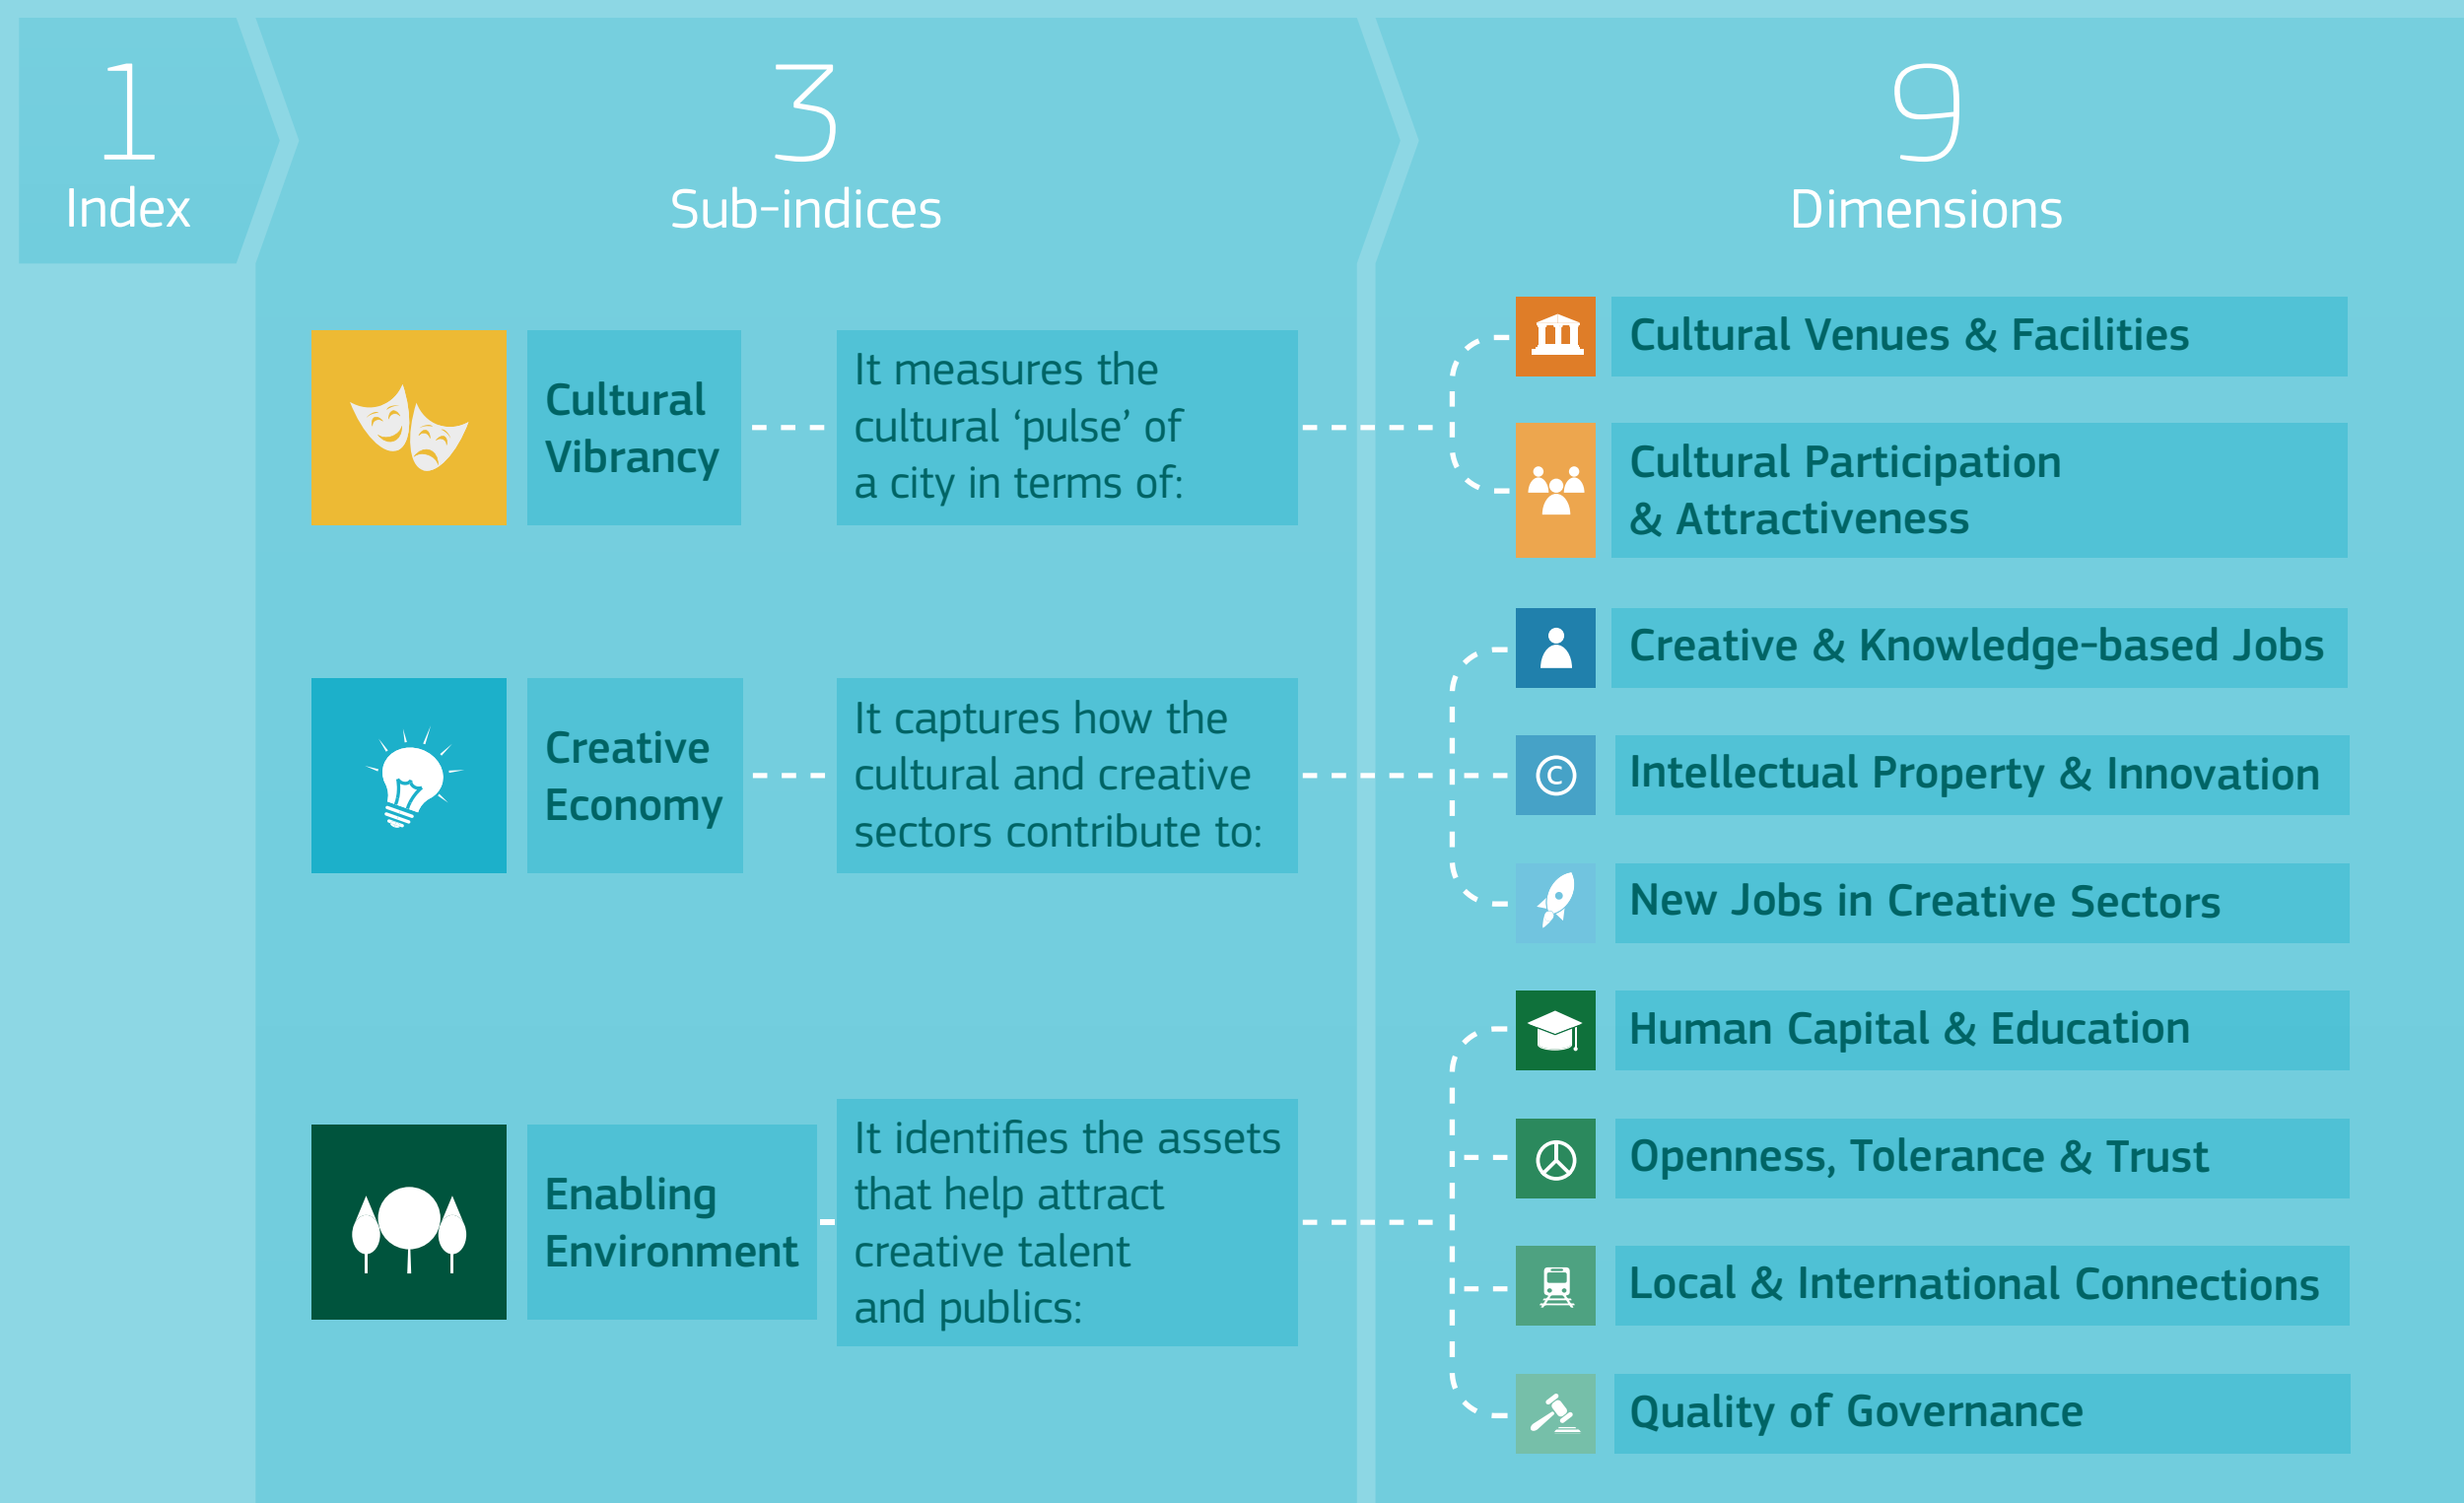 1
Index
3
Sub-indices
9
Dimensions
Cultural
Vibrancy
It measures the
cultural ‘pulse’ of
a city in terms of:
Cultural Venues & Facilities
Cultural Participation
& Attractiveness
Creative
Economy
It captures how the
cultural and creative
sectors contribute to:
Creative & Knowledge-based Jobs
©
Intellectual Property & Innovation
New Jobs in Creative Sectors
Enabling
Environment
It identifies the assets
that help attract
creative talent
and publics:
Human Capital & Education
Openness, Tolerance & Trust
Local & International Connections
Quality of Governance